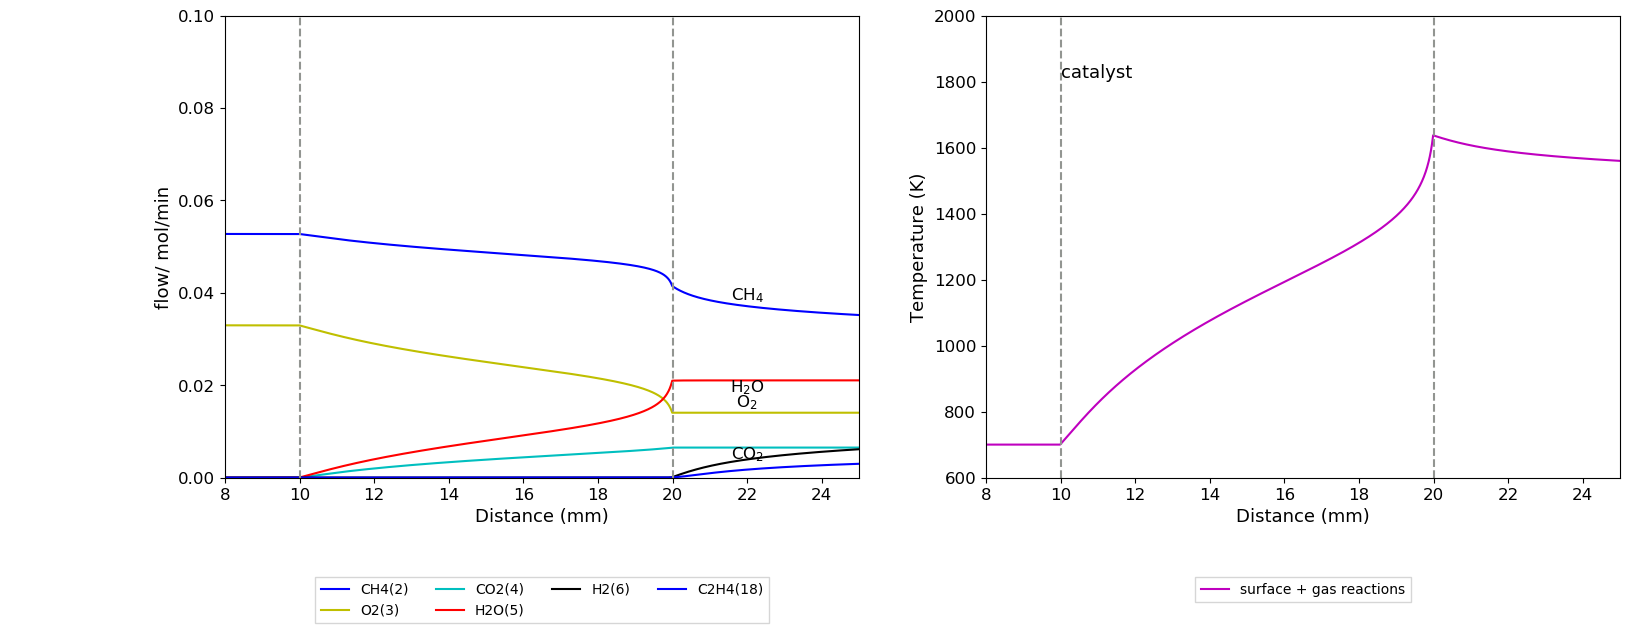 0.10
0.08
0.06
0.04
0.02
0.00
flow/ mol/min
CH₄
H₂O
O₂
CO₂
8 10 12 14 16 18 20 22 24
Distance (mm)
CH4(2) CO2(4) H2(6) C2H4(18)
O2(3) H2O(5)
2000
1800
1600
1400
1200
1000
800
600
Temperature (K)
catalyst
8 10 12 14 16 18 20 22 24
Distance (mm)
surface + gas reactions